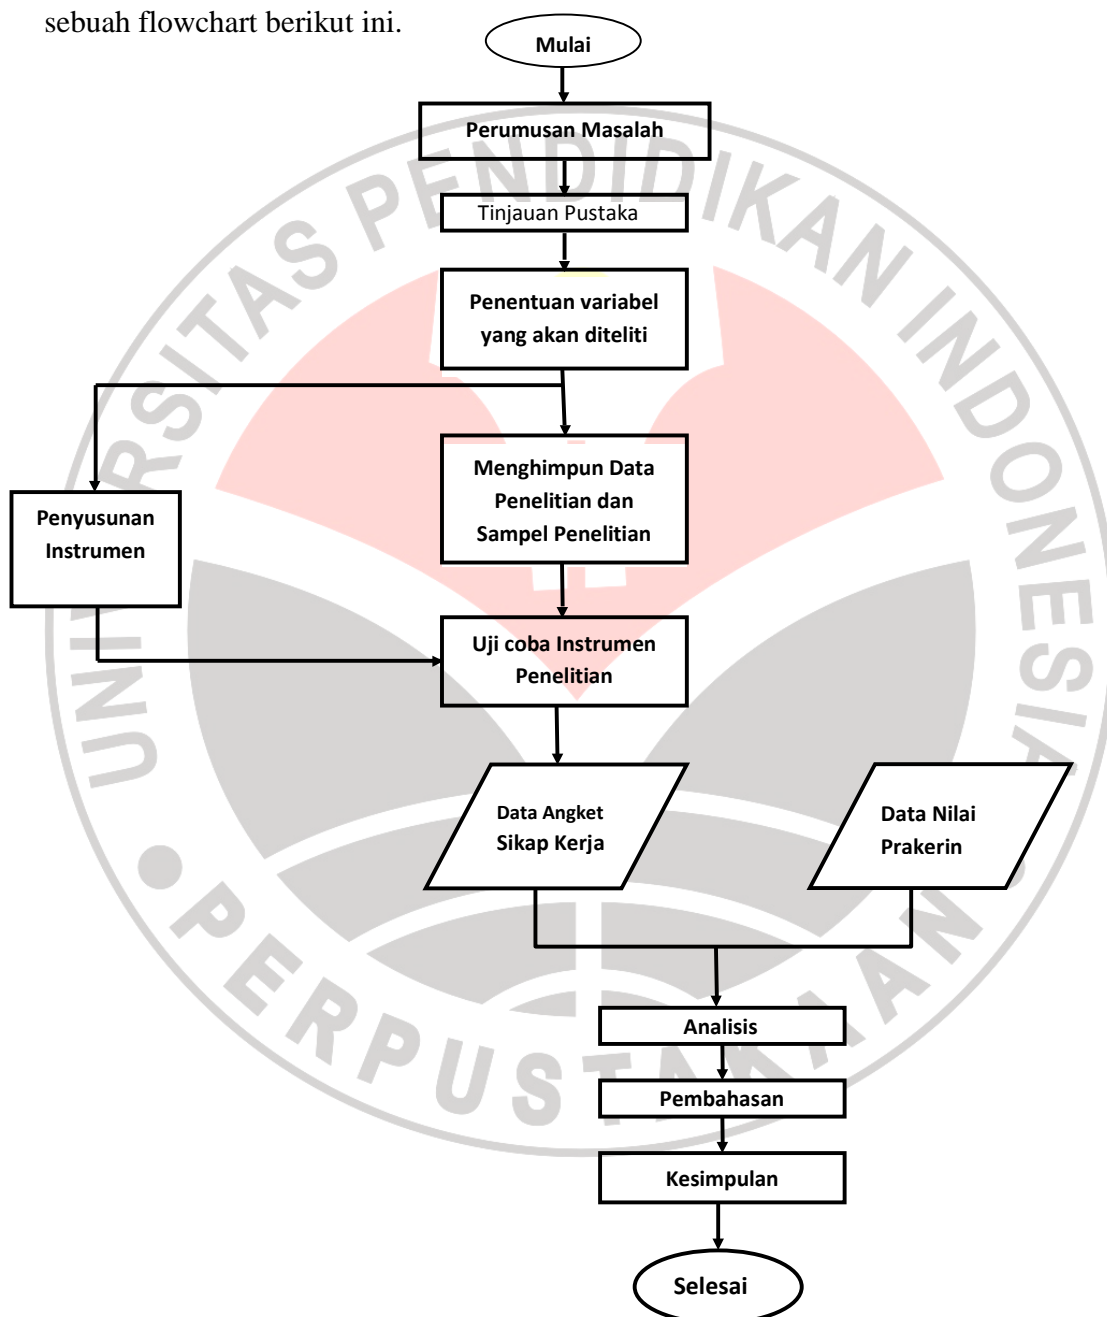 sebuah flowchart berikut ini.
Mulai
Perumusan Masalah
Tinjauan Pustaka
Penentuan variabel
yang akan diteliti
Menghimpun Data
Penelitian dan
Sampel Penelitian
Penyusunan
Instrumen
Uji coba Instrumen
Penelitian
Data Angket
Sikap Kerja
Data Nilai
Prakerin
Analisis
Pembahasan
Kesimpulan
Selesai
UNIVERSITAS PENDIDIKAN INDONESIA
PERPUSTAKAAN